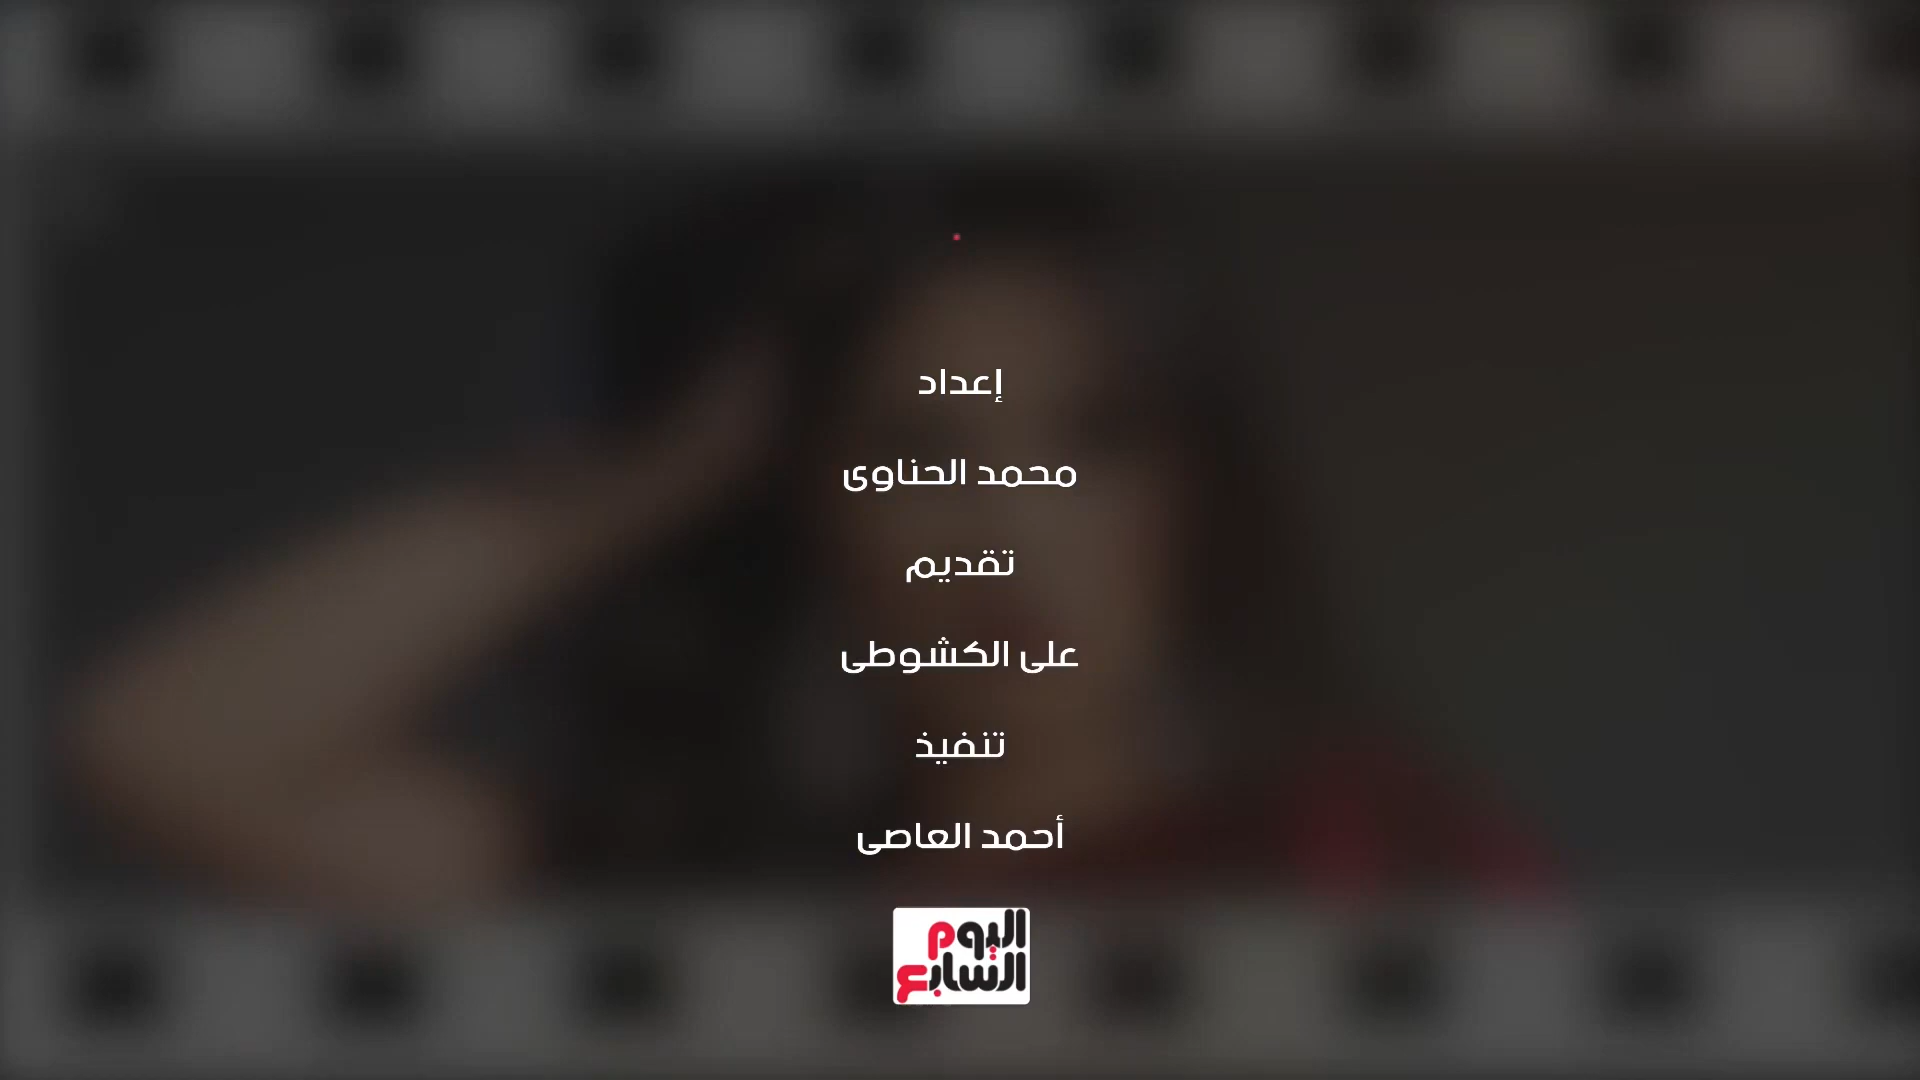 إعداد
محمد الحناوى
تقديم
على الكشوطى
تنفيذ
أحمد العاصى
اليوم
السابع